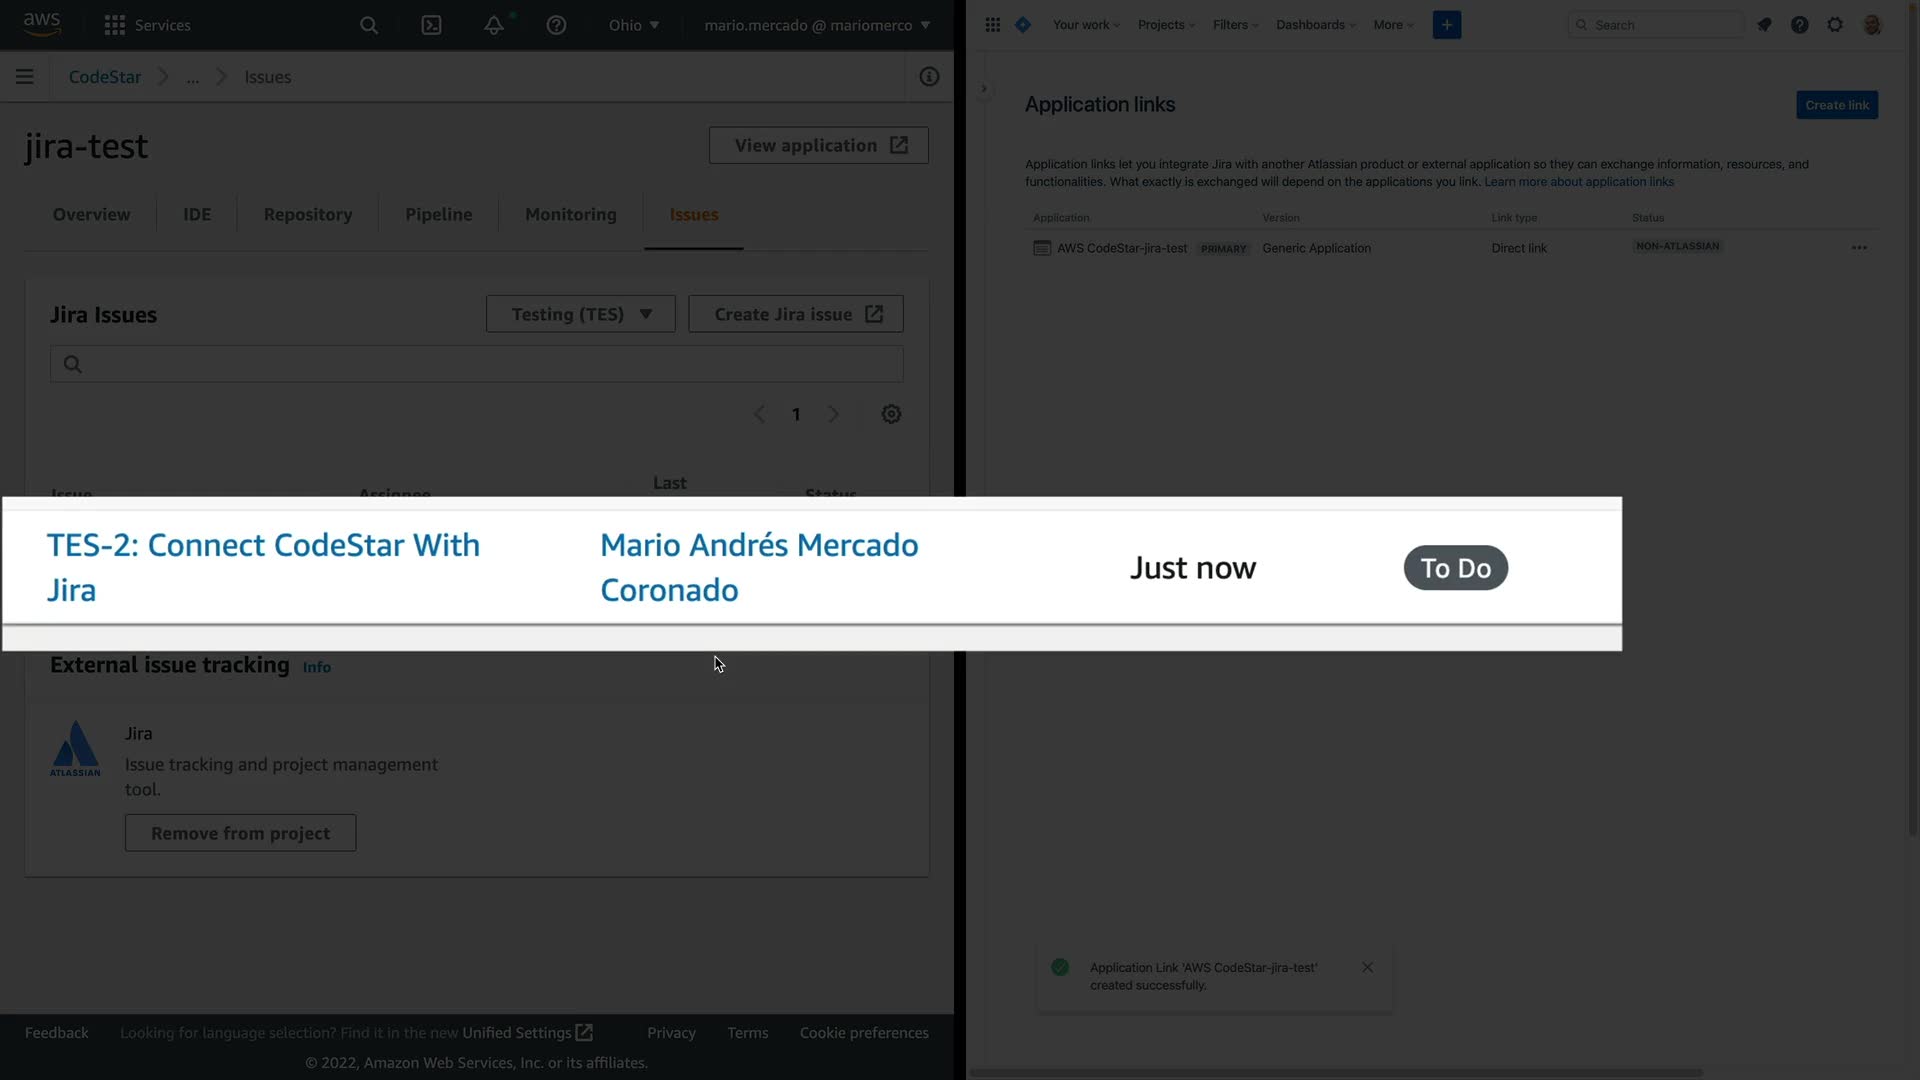 aws
Services
Ohio
mario.mercado @ mariomerco
CodeStar
...
Issues
jira-test
View application
Overview
IDE
Repository
Pipeline
Monitoring
Issues
Jira Issues
Testing (TES)
Create Jira issue
1
Issue
Assignee
Last
Status
TES-2: Connect CodeStar With
Jira
Mario Andrés Mercado
Coronado
Just now
To Do
External issue tracking
Info
ATLASSIAN
Jira
Issue tracking and project management
tool.
Remove from project
Feedback
Looking for language selection? Find it in the new Unified Settings
Privacy
Terms
Cookie preferences
© 2022, Amazon Web Services, Inc. or its affiliates.
Your work
Projects
Filters
Dashboards
More
+
Search
Application links
Create link
Application links let you integrate Jira with another Atlassian product or external application so they can exchange information, resources, and
functionalities. What exactly is exchanged will depend on the applications you link. Learn more about application links
Application
Version
Link type
Status
AWS CodeStar-jira-test
PRIMARY
Generic Application
Direct link
NON-ATLASSIAN
Application Link 'AWS CodeStar-jira-test'
created successfully.